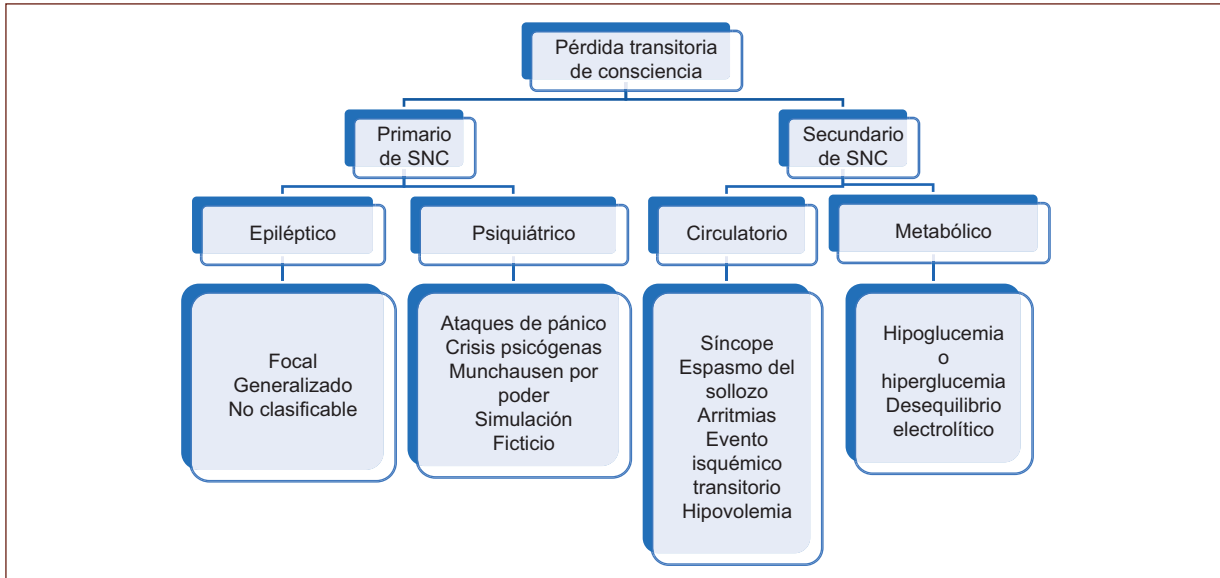 Pérdida transitoria
de consciencia
Primario
de SNC
Secundario
de SNC
Epiléptico
Psiquiátrico
Circulatorio
Metabólico
Focal
Generalizado
No clasificable
Ataques de pánico
Crisis psicógenas
Munchausen por
poder
Simulación
Ficticio
Síncope
Espasmo del
sollozo
Arritmias
Evento
isquémico
transitorio
Hipovolemia
Hipoglucemia
o
hiperglucemia
Desequilibrio
electrolítico